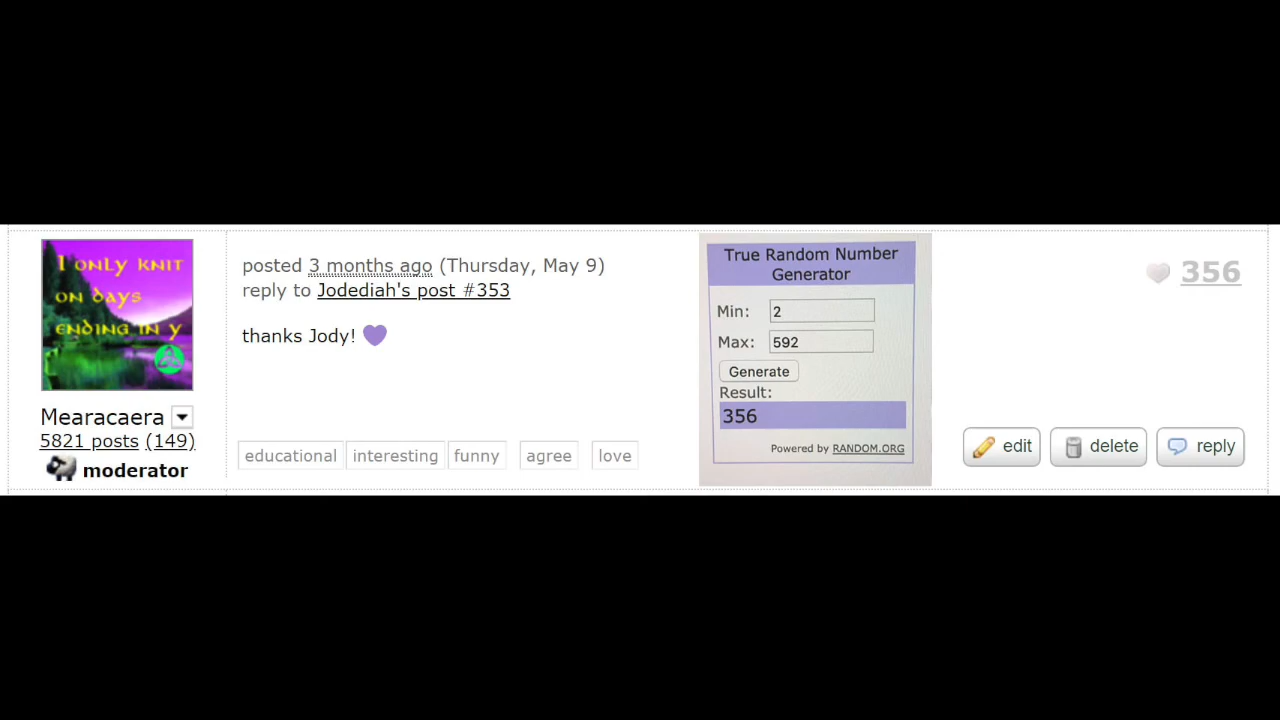 I only knit
on days
ending in y
Mearacaera
5821 posts (149)
moderator
posted 3 months ago (Thursday, May 9)
reply to Jodediah's post #353
thanks Jody!
educational interesting funny agree love
True Random Number
Generator
Min: 2
Max: 592
Generate
Result:
356
Powered by RANDOM.ORG
356
edit delete reply